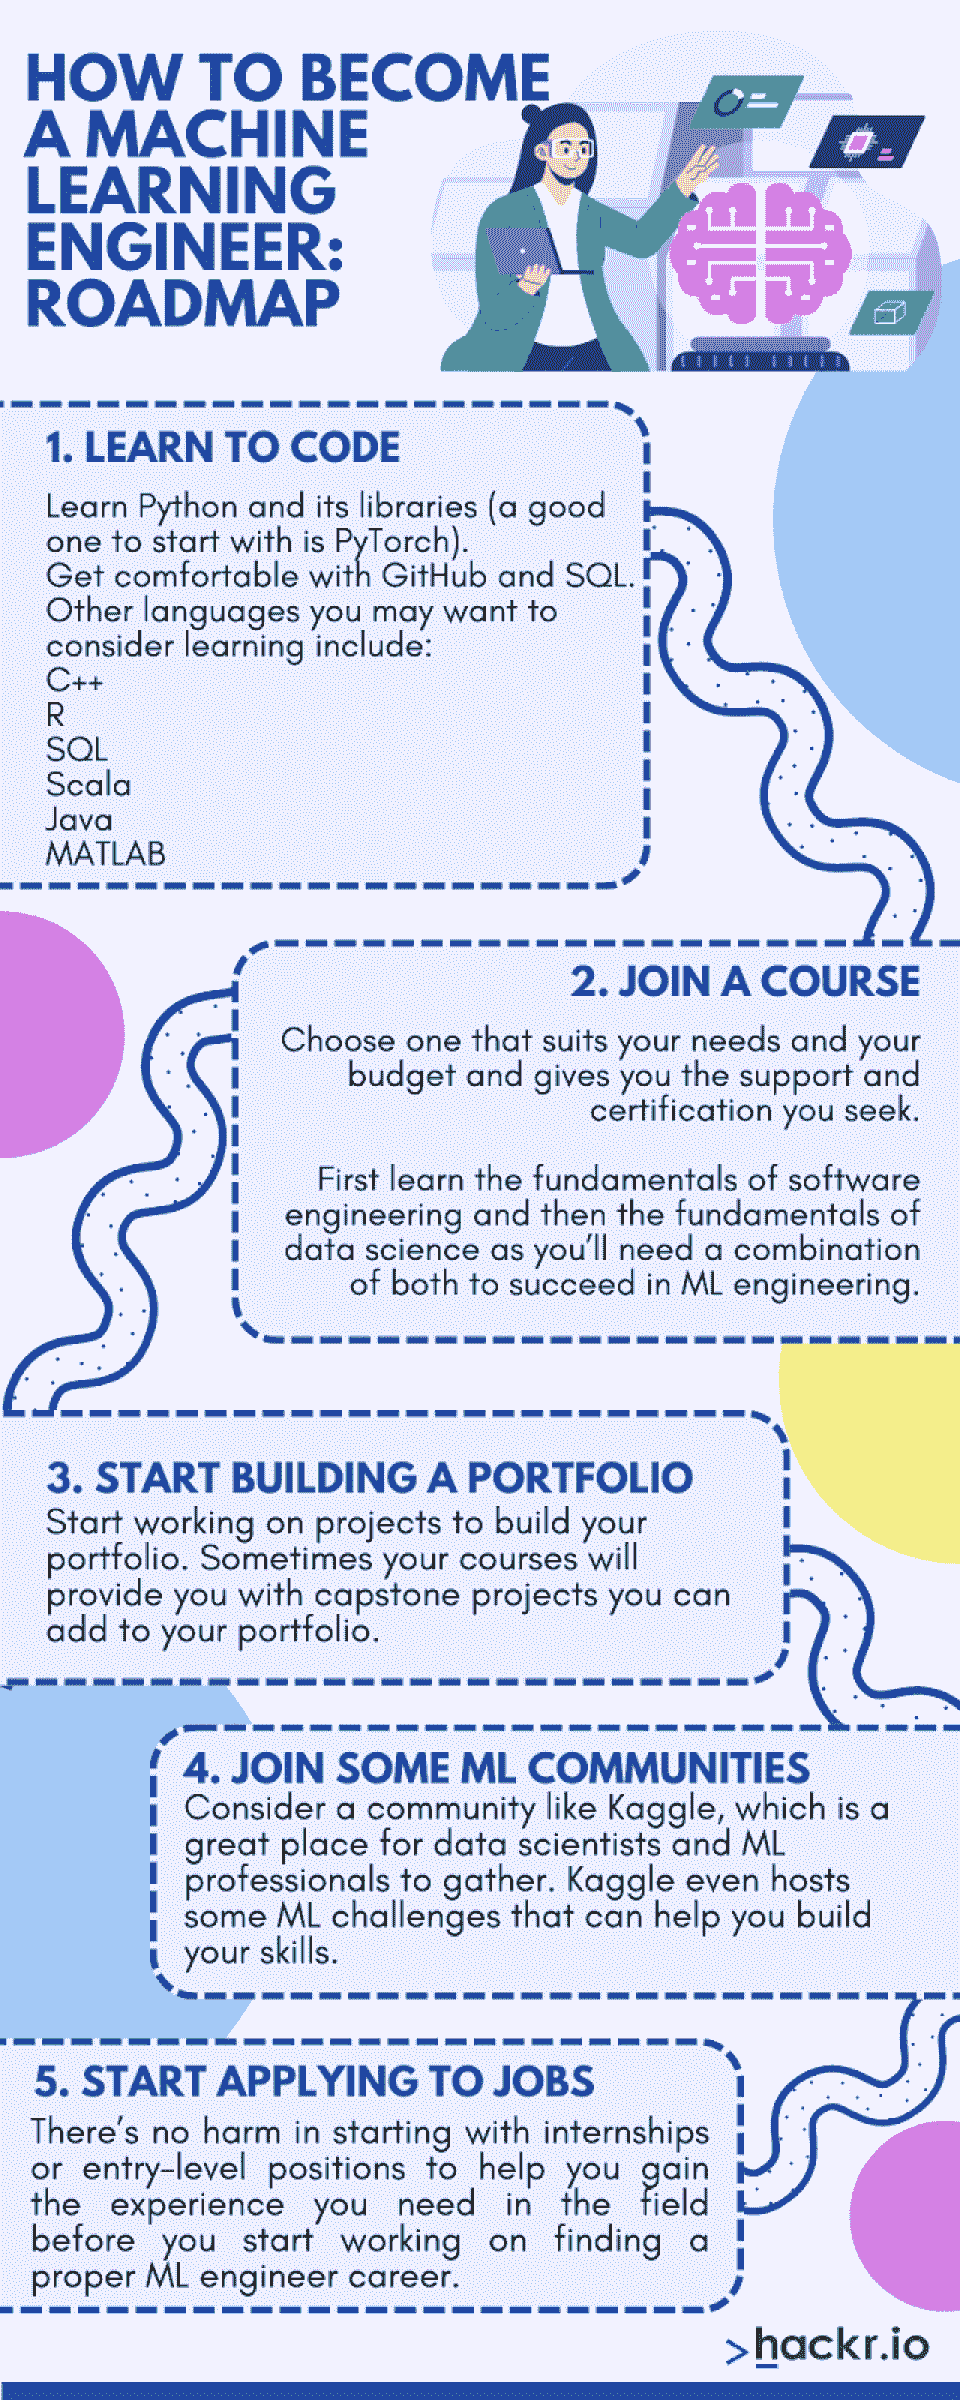 HOW TO BECOME
A MACHINE
LEARNING
ENGINEER:
ROADMAP
1. LEARN TO CODE
Learn Python and its libraries (a good
one to start with is PyTorch).
Get comfortable with GitHub and SQL.
Other languages you may want to
consider learning include:
C++
R
SQL
Scala
Java
MATLAB
2. JOIN A COURSE
Choose one that suits your needs and your
budget and gives you the support and
certification you seek.
First learn the fundamentals of software
engineering and then the fundamentals of
data science as you'll need a combination
of both to succeed in ML engineering.
3. START BUILDING A PORTFOLIO
Start working on projects to build your
portfolio. Sometimes your courses will
provide you with capstone projects you can
add to your portfolio.
4. JOIN SOME ML COMMUNITIES
Consider a community like Kaggle, which is a
great place for data scientists and ML
professionals to gather. Kaggle even hosts
some ML challenges that can help you build
your skills.
5. START APPLYING TO JOBS
There's no harm in starting with internships
or entry-level positions to help you gain
the experience you need in the field
before you start working on finding a
proper ML engineer career.
>hackr.io